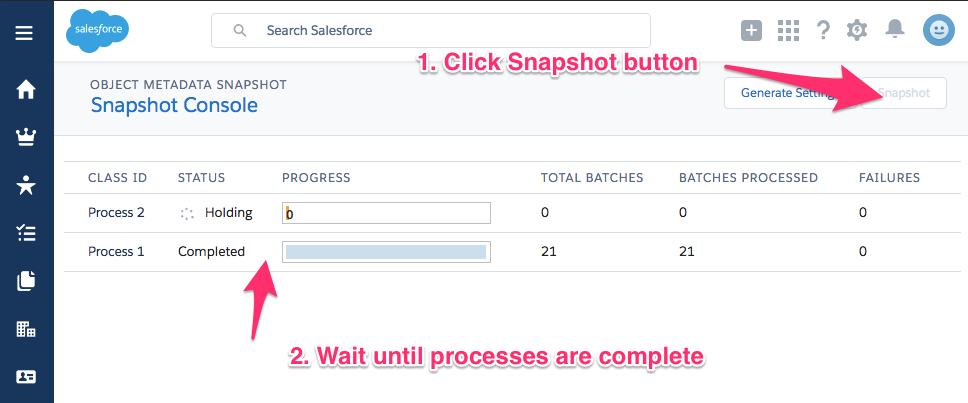 salesforce
Search Salesforce
1. Click Snapshot button
OBJECT METADATA SNAPSHOT
Snapshot Console
Generate Setting
Snapshot
CLASS ID STATUS PROGRESS TOTAL BATCHES BATCHES PROCESSED FAILURES
Process 2 Holding 0 0 0 0
Process 1 Completed 21 21 0
2. Wait until processes are complete